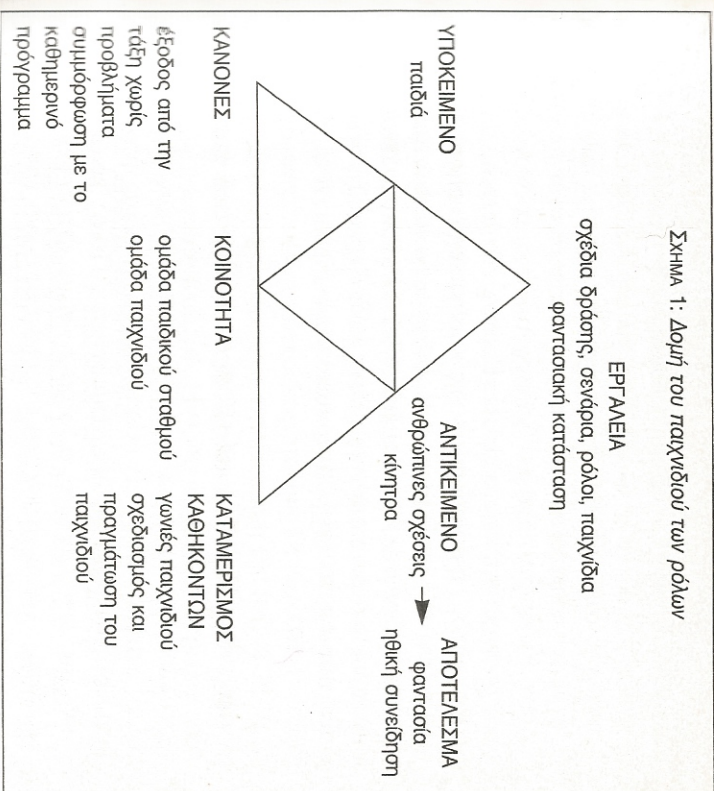 ΣΧΗΜΑ 1: Δομή του παιχνιδιού των ρόλων
ΕΡΓΑΛΕΙΑ
σχέδια δράσης, σενάρια, ρόλοι, παιχνίδια
φαντασιακή κατάσταση
ΥΠΟΚΕΙΜΕΝΟ
παιδιά
ΑΝΤΙΚΕΙΜΕΝΟ
ανθρώπινες σχέσεις
κίνητρα
ΑΠΟΤΕΛΕΣΜΑ
φαντασία
ηθική συνείδηση
ΚΑΝΟΝΕΣ
έξοδος από την
τάξη χωρίς
προβλήματα
συμμόρφωση με το
καθημερινό
πρόγραμμα
ΚΟΙΝΟΤΗΤΑ
ομάδα παιδικού σταθμού
ομάδα παιχνιδιού
ΚΑΤΑΜΕΡΙΣΜΟΣ
ΚΑΘΗΚΟΝΤΩΝ
γωνιές παιχνιδιού
σχεδιασμός και
πραγμάτωση του
παιχνιδιού